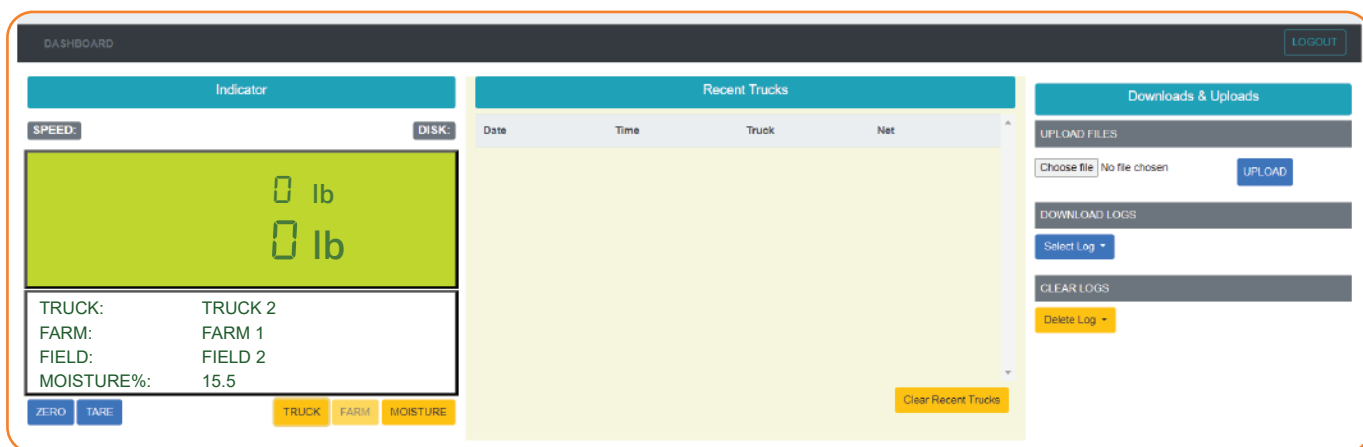 DASHBOARD
LOGOUT
Indicator
SPEED:
DISK:
0 lb
0 lb
TRUCK: TRUCK 2
FARM: FARM 1
FIELD: FIELD 2
MOISTURE%: 15.5
ZERO TARE TRUCK FARM MOISTURE
Recent Trucks
Date Time Truck Net
Clear Recent Trucks
Downloads & Uploads
UPLOAD FILES
Choose file No file chosen UPLOAD
DOWNLOAD LOGS
Select Log
CLEAR LOGS
Delete Log